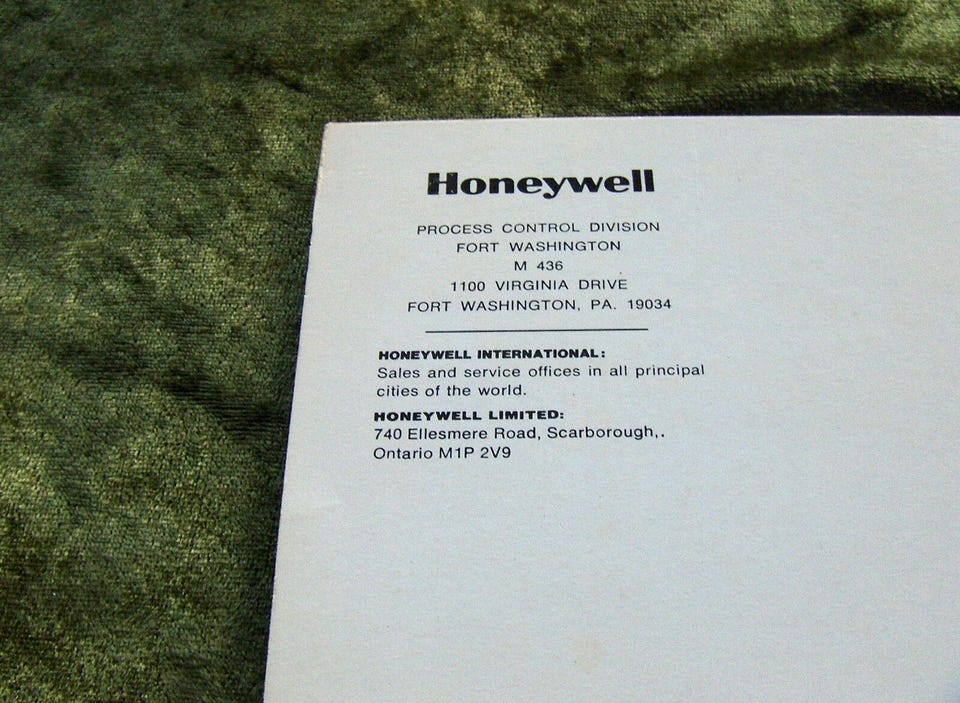 Honeywell
PROCESS CONTROL DIVISION
FORT WASHINGTON
M 436
1100 VIRGINIA DRIVE
FORT WASHINGTON, PA. 19034
HONEYWELL INTERNATIONAL:
Sales and service offices in all principal
cities of the world.
HONEYWELL LIMITED:
740 Ellesmere Road, Scarborough,.
Ontario M1P 2V9